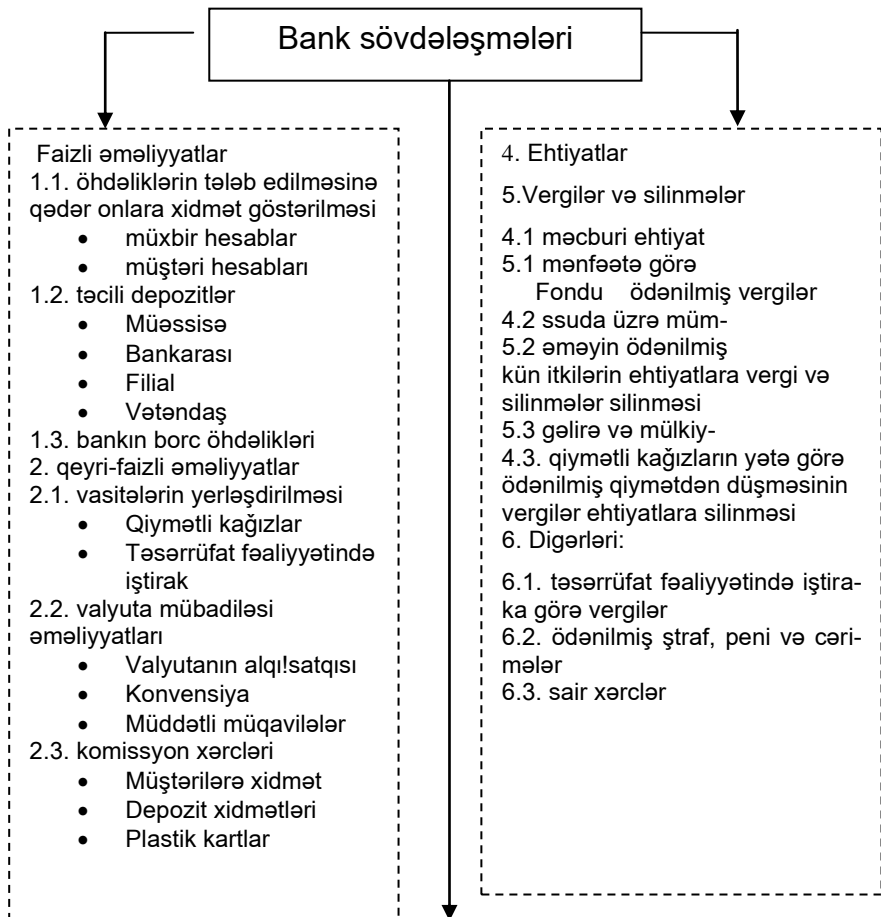 Bank sövdələşmələri
Faizli əməliyyatlar
1.1. öhdəliklərin tələb edilməsinə
qədər onlara xidmət göstərilməsi
• müxbir hesablar
• müştəri hesabları
1.2. təcili depozitlər
• Müəssisə
• Bankarası
• Filial
• Vətəndaş
1.3. bankın borc öhdəlikləri
2. qeyri-faizli əməliyyatlar
2.1. vasitələrin yerləşdirilməsi
• Qiymətli kağızlar
• Təsərrüfat fəaliyyətində
iştirak
2.2. valyuta mübadiləsi
əməliyyatları
• Valyutanın alqı!satqısı
• Konvensiya
• Müddətli müqavilələr
2.3. komissyon xərcləri
• Müştərilərə xidmət
• Depozit xidmətləri
• Plastik kartlar
4. Ehtiyatlar
5.Vergilər və silinmələr
4.1 məcburi ehtiyat
5.1 mənfəətə görə
Fondu ödənilmiş vergilər
4.2 ssuda üzrə müm-
5.2 əməyin ödənilmiş
kün itkilərin ehtiyatlara vergi və
silinmələr silinməsi
5.3 gəlirə və mülkiy-
4.3. qiymətli kağızların yətə görə
ödənilmiş qiymətdən düşməsinin
vergilər ehtiyatlara silinməsi
6. Digərləri:
6.1. təsərrüfat fəaliyyətində iştira-
ka görə vergilər
6.2. ödənilmiş ştraf, peni və cəri-
mələr
6.3. sair xərclər